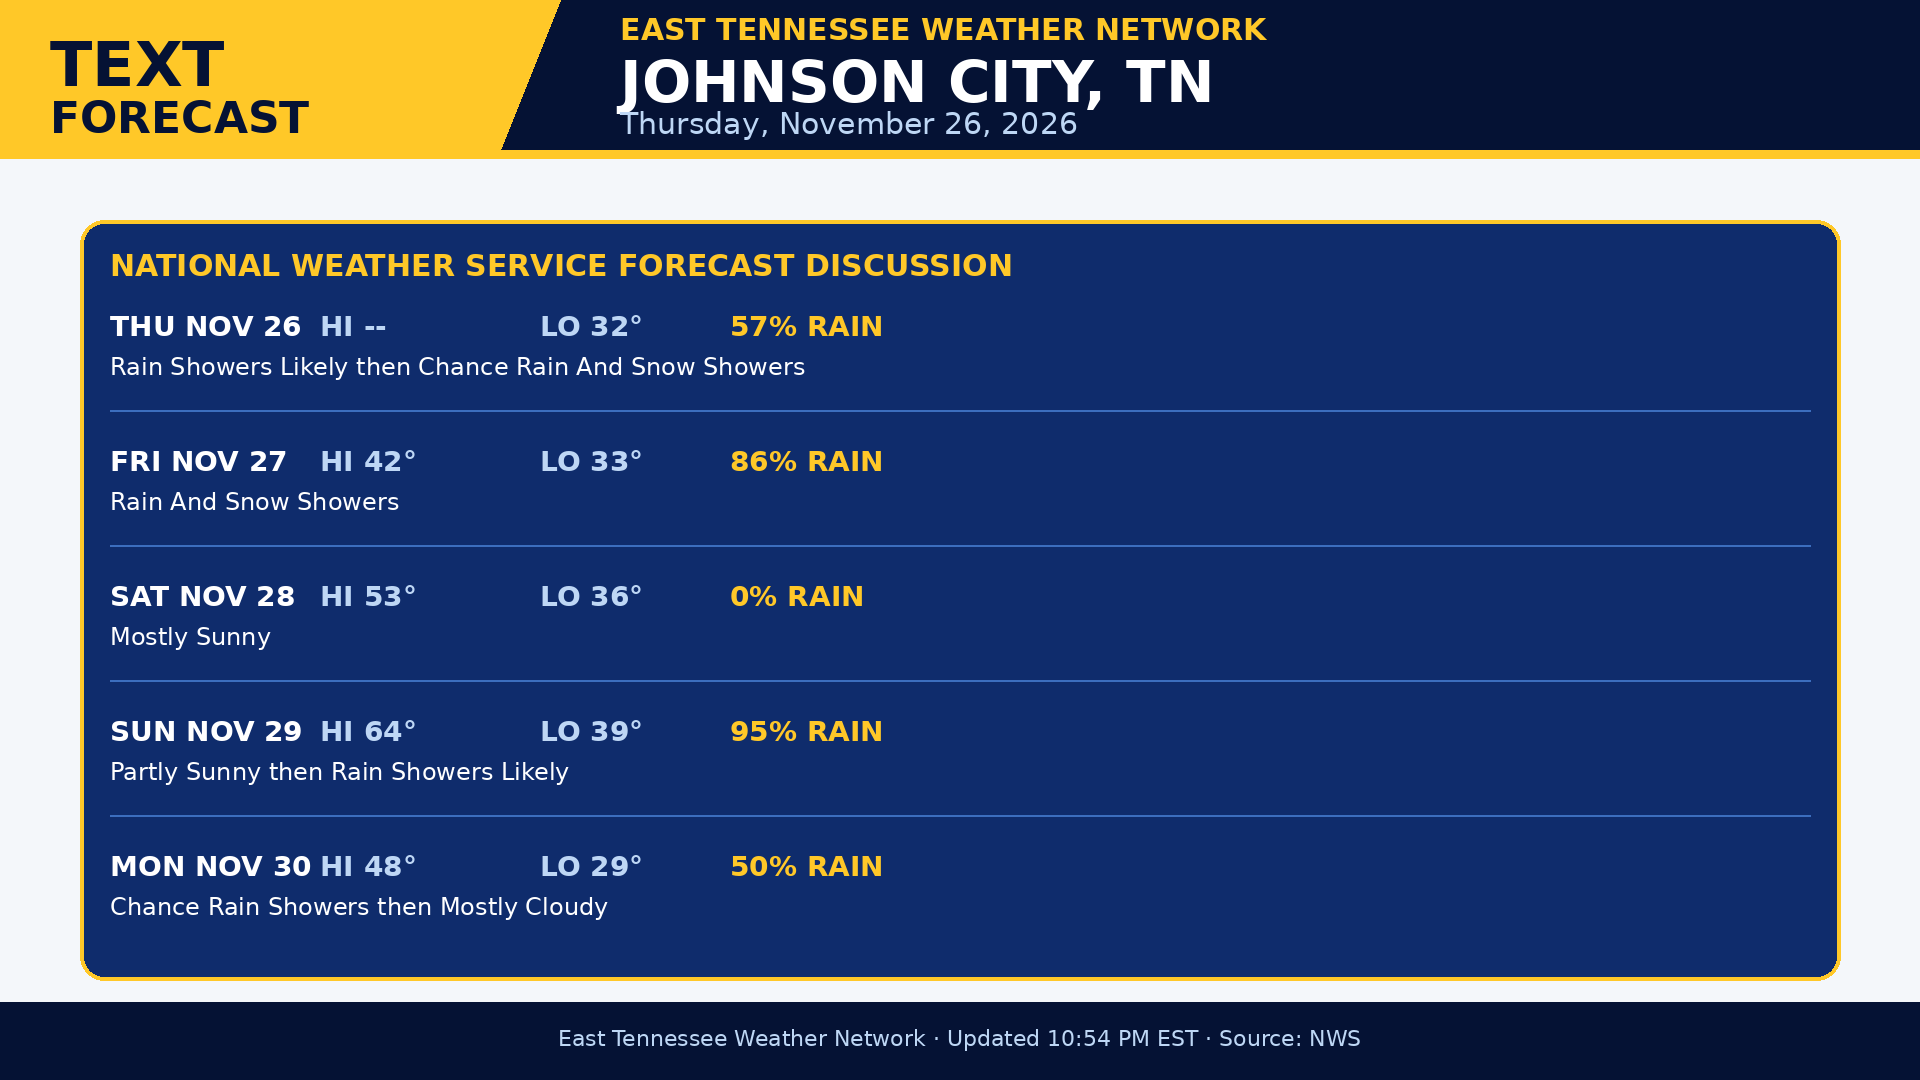 TEXT
FORECAST
EAST TENNESSEE WEATHER NETWORK
JOHNSON CITY, TN
Thursday, November 26, 2026
NATIONAL WEATHER SERVICE FORECAST DISCUSSION
THU NOV 26 HI -- LO 32° 57% RAIN
Rain Showers Likely then Chance Rain And Snow Showers
FRI NOV 27 HI 42° LO 33° 86% RAIN
Rain And Snow Showers
SAT NOV 28 HI 53° LO 36° 0% RAIN
Mostly Sunny
SUN NOV 29 HI 64° LO 39° 95% RAIN
Partly Sunny then Rain Showers Likely
MON NOV 30 HI 48° LO 29° 50% RAIN
Chance Rain Showers then Mostly Cloudy
East Tennessee Weather Network · Updated 10:54 PM EST · Source: NWS